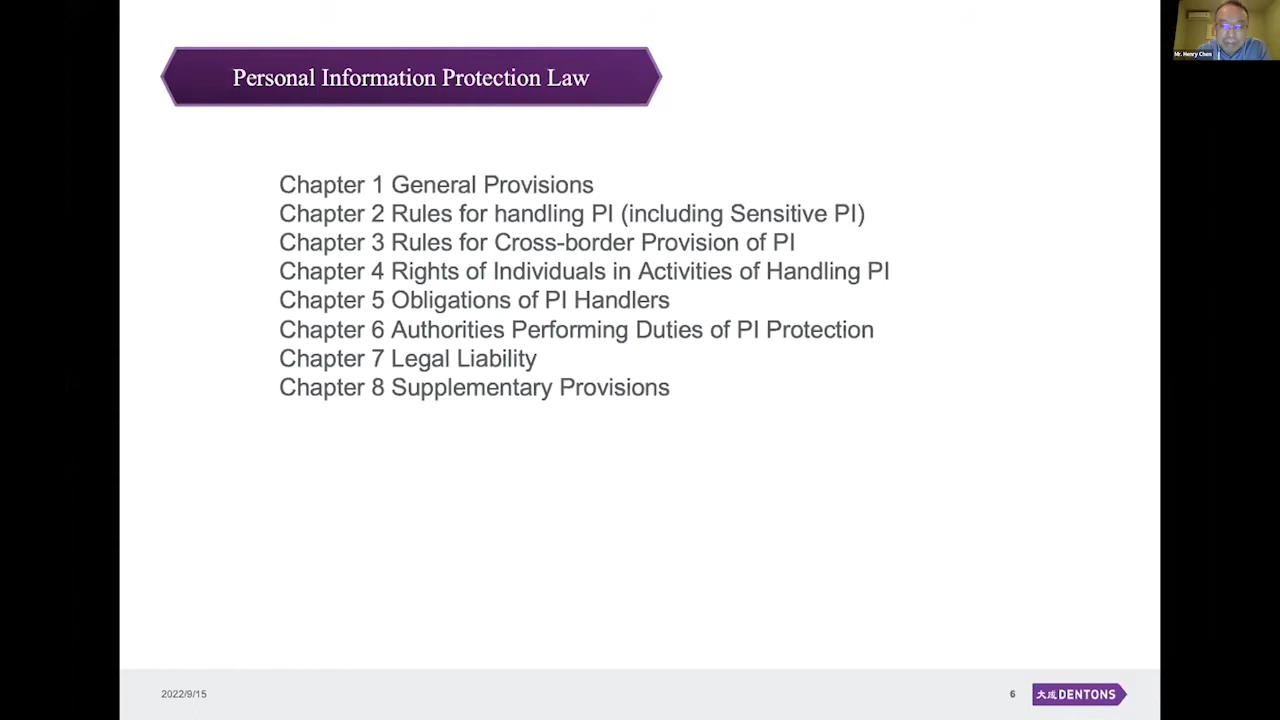 Personal Information Protection Law
Mr. Henry Chen
Chapter 1 General Provisions
Chapter 2 Rules for handling PI (including Sensitive PI)
Chapter 3 Rules for Cross-border Provision of PI
Chapter 4 Rights of Individuals in Activities of Handling PI
Chapter 5 Obligations of PI Handlers
Chapter 6 Authorities Performing Duties of PI Protection
Chapter 7 Legal Liability
Chapter 8 Supplementary Provisions
2022/9/15
6
大成DENTONS